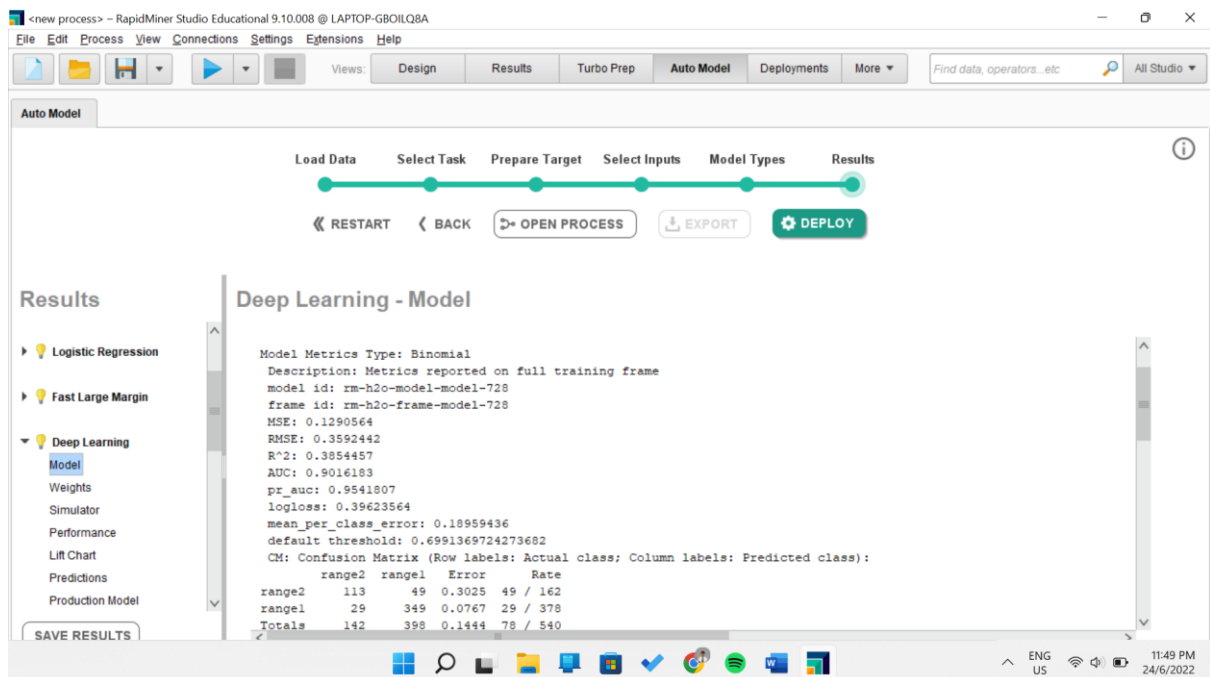 <new process> – RapidMiner Studio Educational 9.10.008 @ LAPTOP-GBOILQ8A
File Edit Process View Connections Settings Extensions Help
Views: Design Results Turbo Prep Auto Model Deployments More Find data, operators...etc All Studio
Auto Model
Load Data Select Task Prepare Target Select Inputs Model Types Results
RESTART BACK OPEN PROCESS EXPORT DEPLOY
Results
Logistic Regression
Fast Large Margin
Deep Learning
Model
Weights
Simulator
Performance
Lift Chart
Predictions
Production Model
SAVE RESULTS
Deep Learning - Model
Model Metrics Type: Binomial
Description: Metrics reported on full training frame
model id: rm-h2o-model-model-728
frame id: rm-h2o-frame-model-728
MSE: 0.1290564
RMSE: 0.3592442
R^2: 0.3854457
AUC: 0.9016183
pr_auc: 0.9541807
logloss: 0.39623564
mean_per_class_error: 0.18959436
default threshold: 0.6991369724273682
CM: Confusion Matrix (Row labels: Actual class; Column labels: Predicted class):
range2 range1 Error Rate
range2 113 49 0.3025 49 / 162
range1 29 349 0.0767 29 / 378
Totals 142 398 0.1444 78 / 540
ENG
US
11:49 PM
24/6/2022